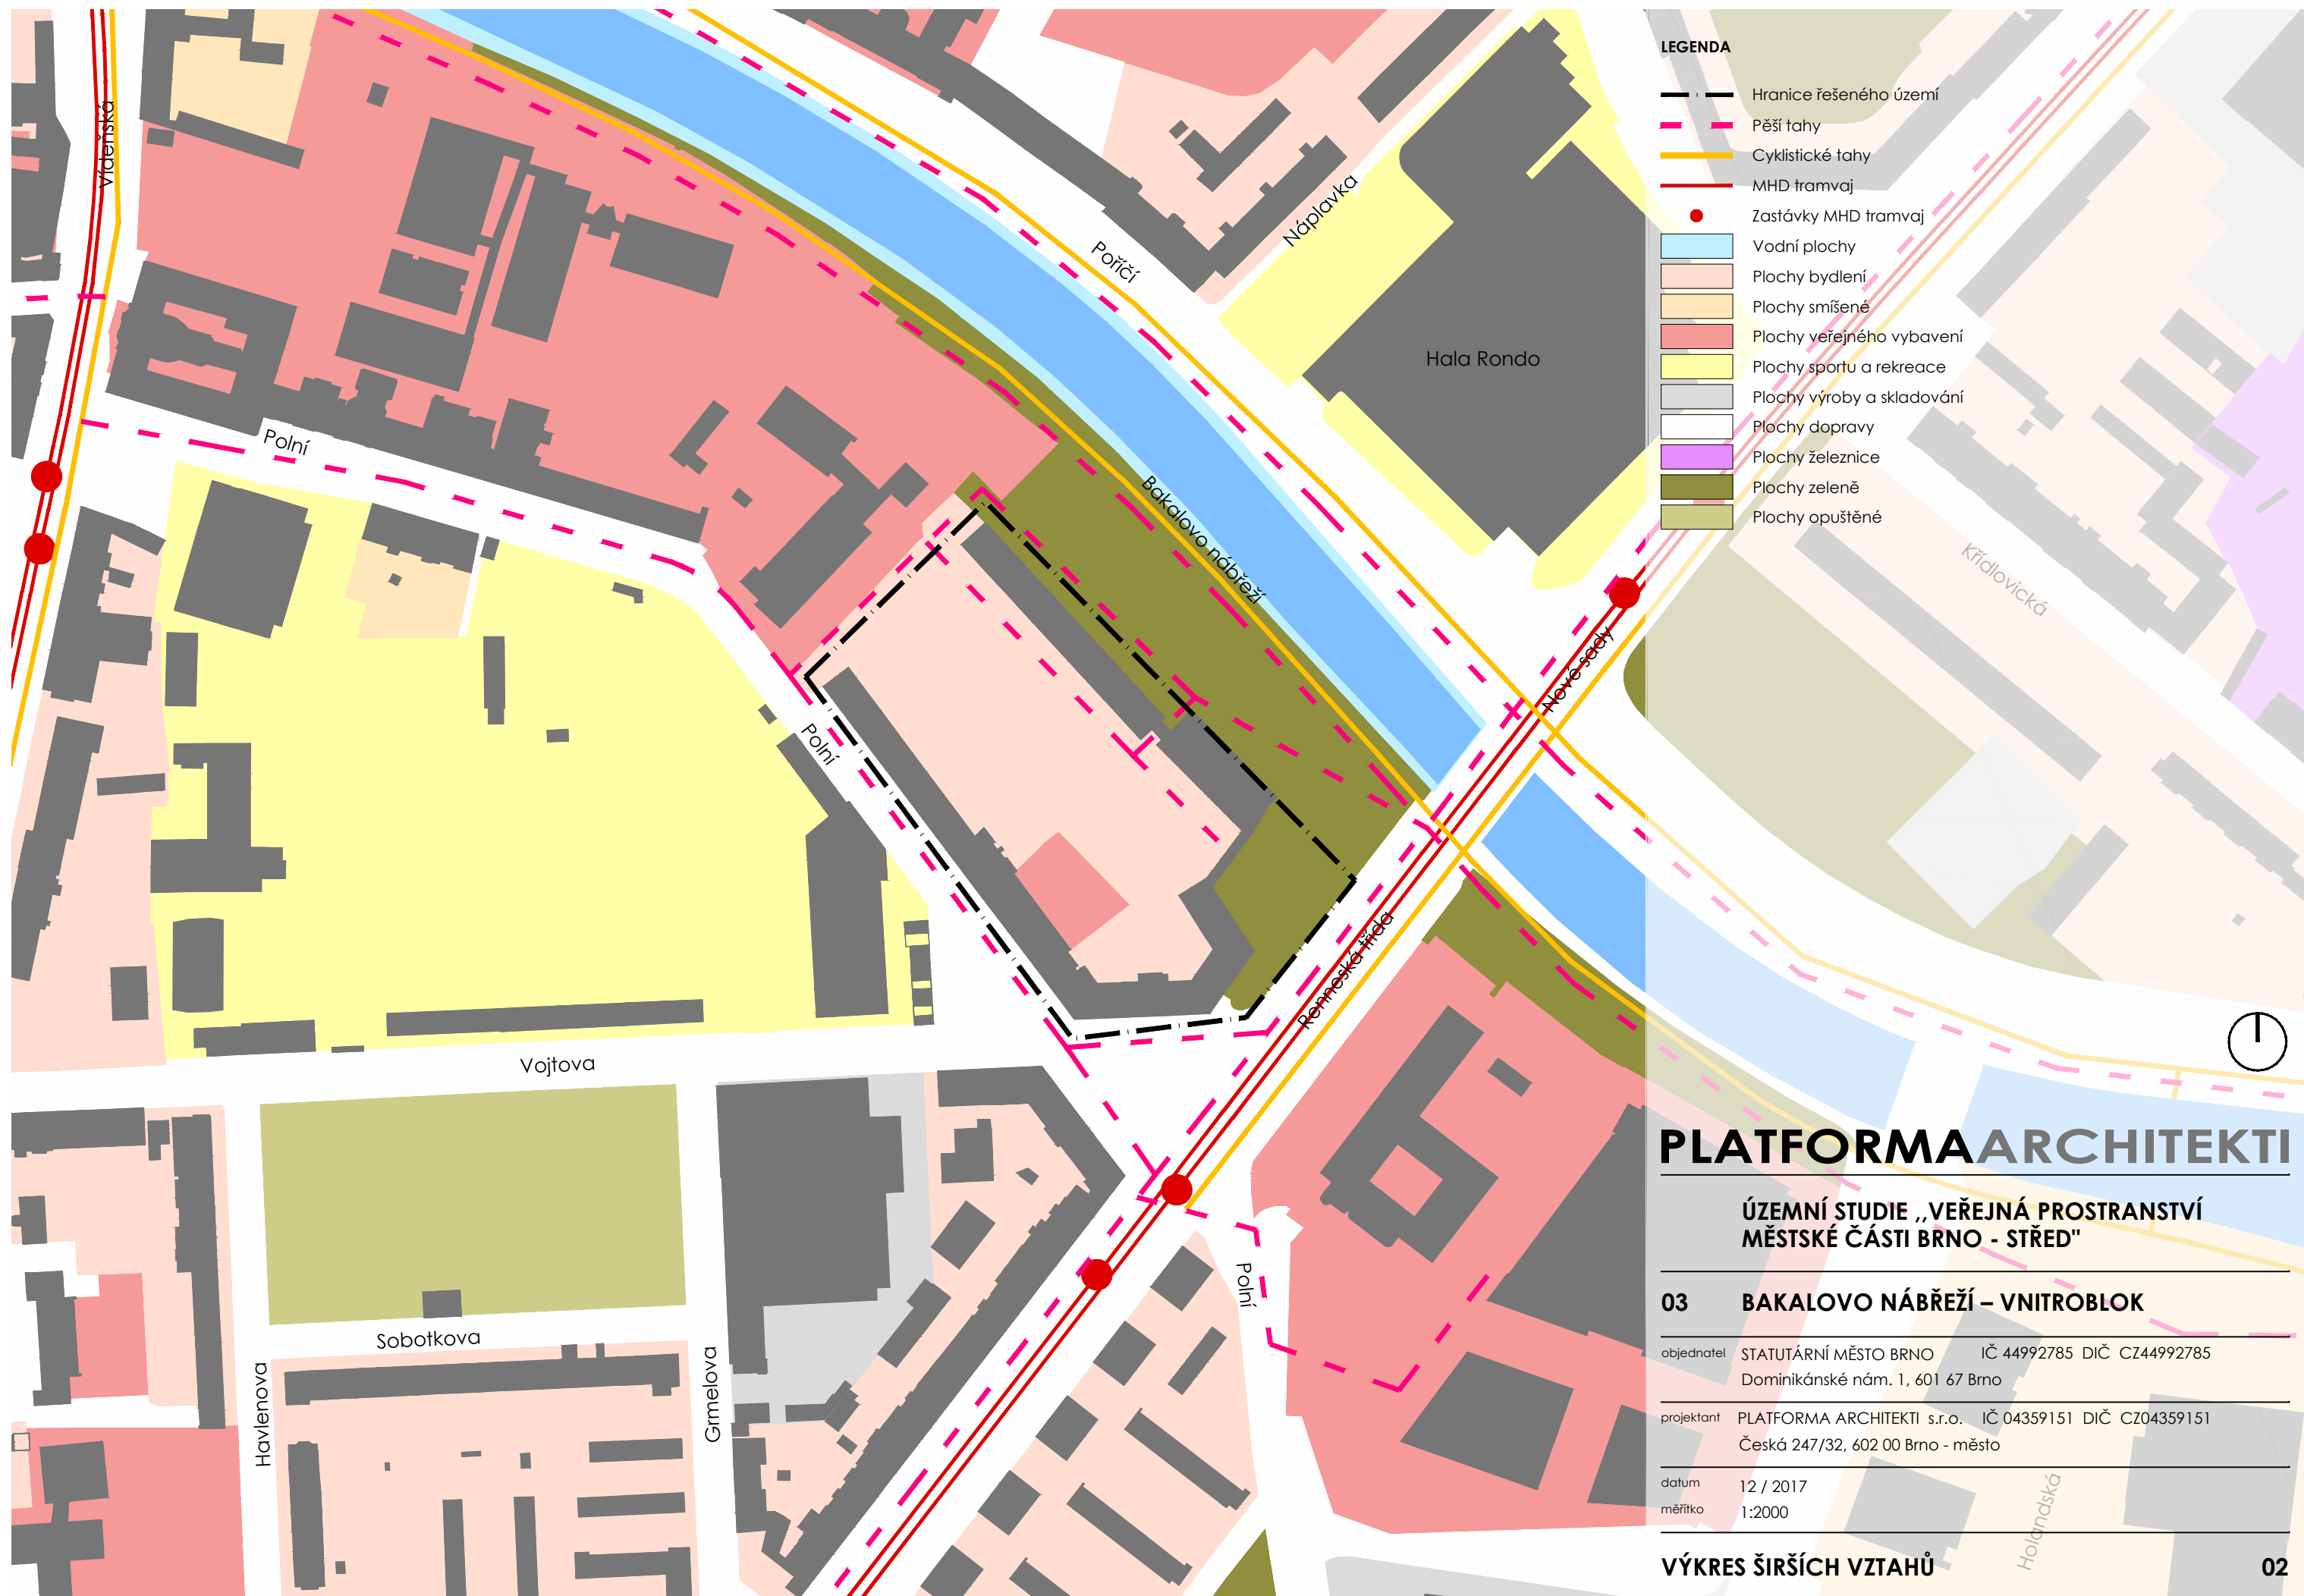 Vídeňská
Polní
Poříčí
Náplavka
Hala Rondo
Bakalovo nábřeží
Nové sady
Křídlovická
Polní
Renneská třída
Vojtova
Polní
Sobotkova
Havlenova
Grmelova
Holandská
LEGENDA
Hranice řešeného území
Pěší tahy
Cyklistické tahy
MHD tramvaj
Zastávky MHD tramvaj
Vodní plochy
Plochy bydlení
Plochy smíšené
Plochy veřejného vybavení
Plochy sportu a rekreace
Plochy výroby a skladování
Plochy dopravy
Plochy železnice
Plochy zeleně
Plochy opuštěné
PLATFORMAARCHITEKTI
ÚZEMNÍ STUDIE ,,VEŘEJNÁ PROSTRANSTVÍ
MĚSTSKÉ ČÁSTI BRNO - STŘED"
03 BAKALOVO NÁBŘEŽÍ – VNITROBLOK
objednatel STATUTÁRNÍ MĚSTO BRNO IČ 44992785 DIČ CZ44992785
Dominikánské nám. 1, 601 67 Brno
projektant PLATFORMA ARCHITEKTI s.r.o. IČ 04359151 DIČ CZ04359151
Česká 247/32, 602 00 Brno - město
datum 12 / 2017
měřítko 1:2000
VÝKRES ŠIRŠÍCH VZTAHŮ 02